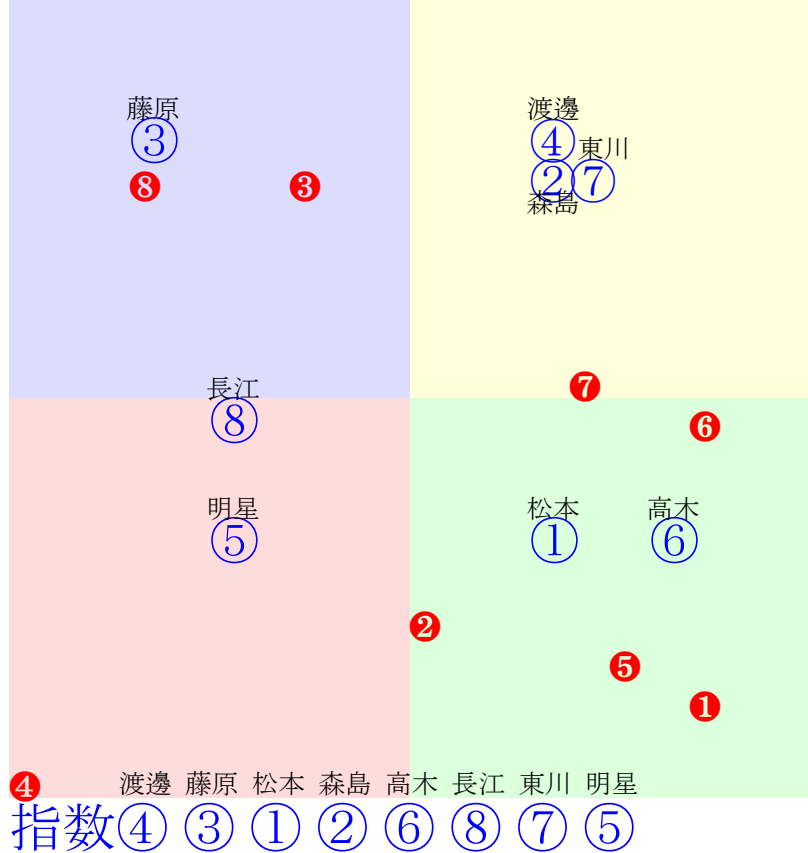 藤原
③
渡邊
④
東川
②⑦
森島
❽
❸
長江
⑧
❼
❻
明星
⑤
松本
①
高木
⑥
❷
❺
❶
❹
渡邊 藤原 松本 森島 高木 長江 東川 明星
指数④ ③ ① ② ⑥ ⑧ ⑦ ⑤